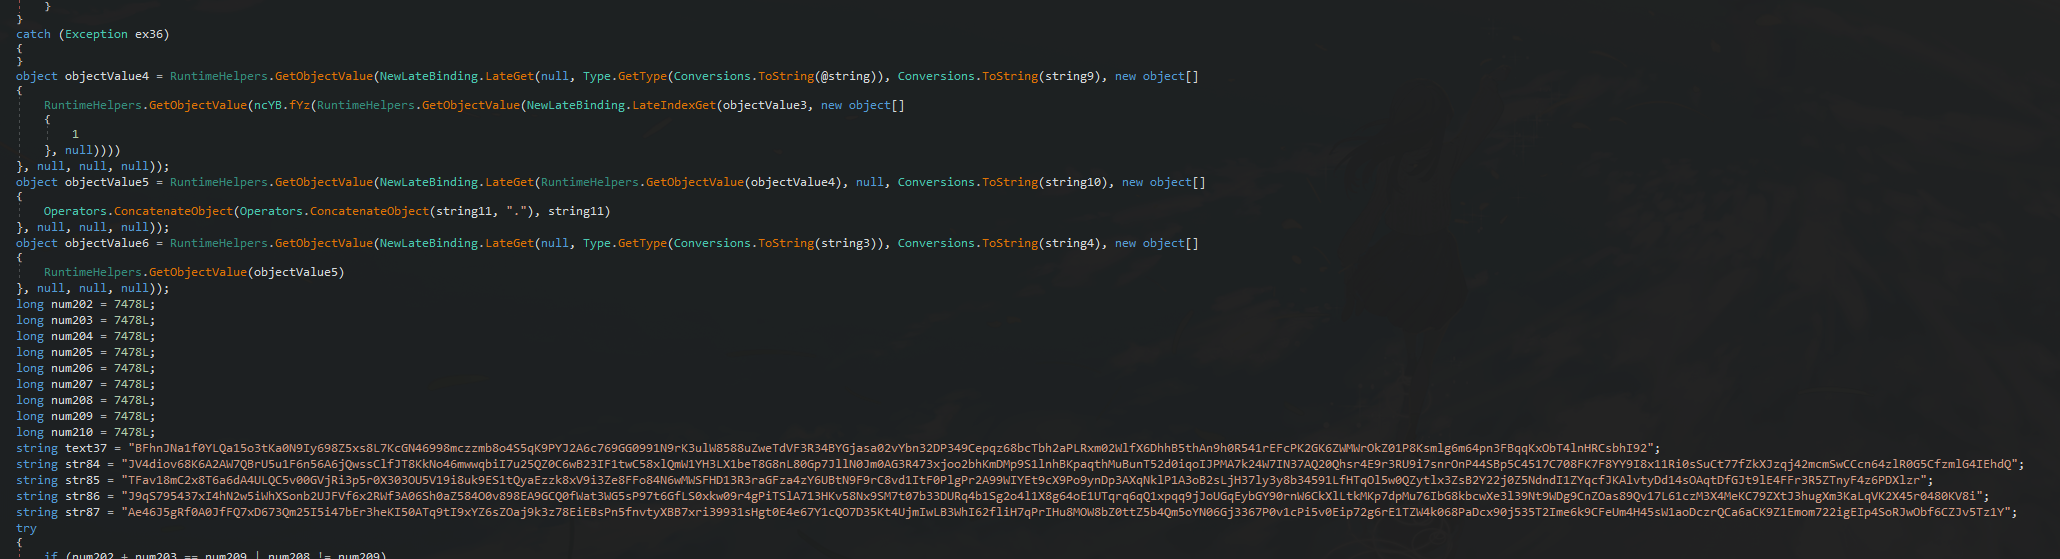 }
}
catch (Exception ex36)
{
}
object objectValue4 = RuntimeHelpers.GetObjectValue(NewLateBinding.LateGet(null, Type.GetType(Conversions.ToString(@string)), Conversions.ToString(string9), new object[]
{
RuntimeHelpers.GetObjectValue(ncYB.fYz(RuntimeHelpers.GetObjectValue(NewLateBinding.LateIndexGet(objectValue3, new object[]
{
1
}, null))))
}, null, null, null));
object objectValue5 = RuntimeHelpers.GetObjectValue(NewLateBinding.LateGet(RuntimeHelpers.GetObjectValue(objectValue4), null, Conversions.ToString(string10), new object[]
{
Operators.ConcatenateObject(Operators.ConcatenateObject(string11, "."), string11)
}, null, null, null));
object objectValue6 = RuntimeHelpers.GetObjectValue(NewLateBinding.LateGet(null, Type.GetType(Conversions.ToString(string3)), Conversions.ToString(string4), new object[]
{
RuntimeHelpers.GetObjectValue(objectValue5)
}, null, null, null));
long num202 = 7478L;
long num203 = 7478L;
long num204 = 7478L;
long num205 = 7478L;
long num206 = 7478L;
long num207 = 7478L;
long num208 = 7478L;
long num209 = 7478L;
long num210 = 7478L;
string text37 =
string str84 =
string str85 =
string str86 =
string str87 =
try
{
if (num202 + num203 == num209 | num208 != num209)